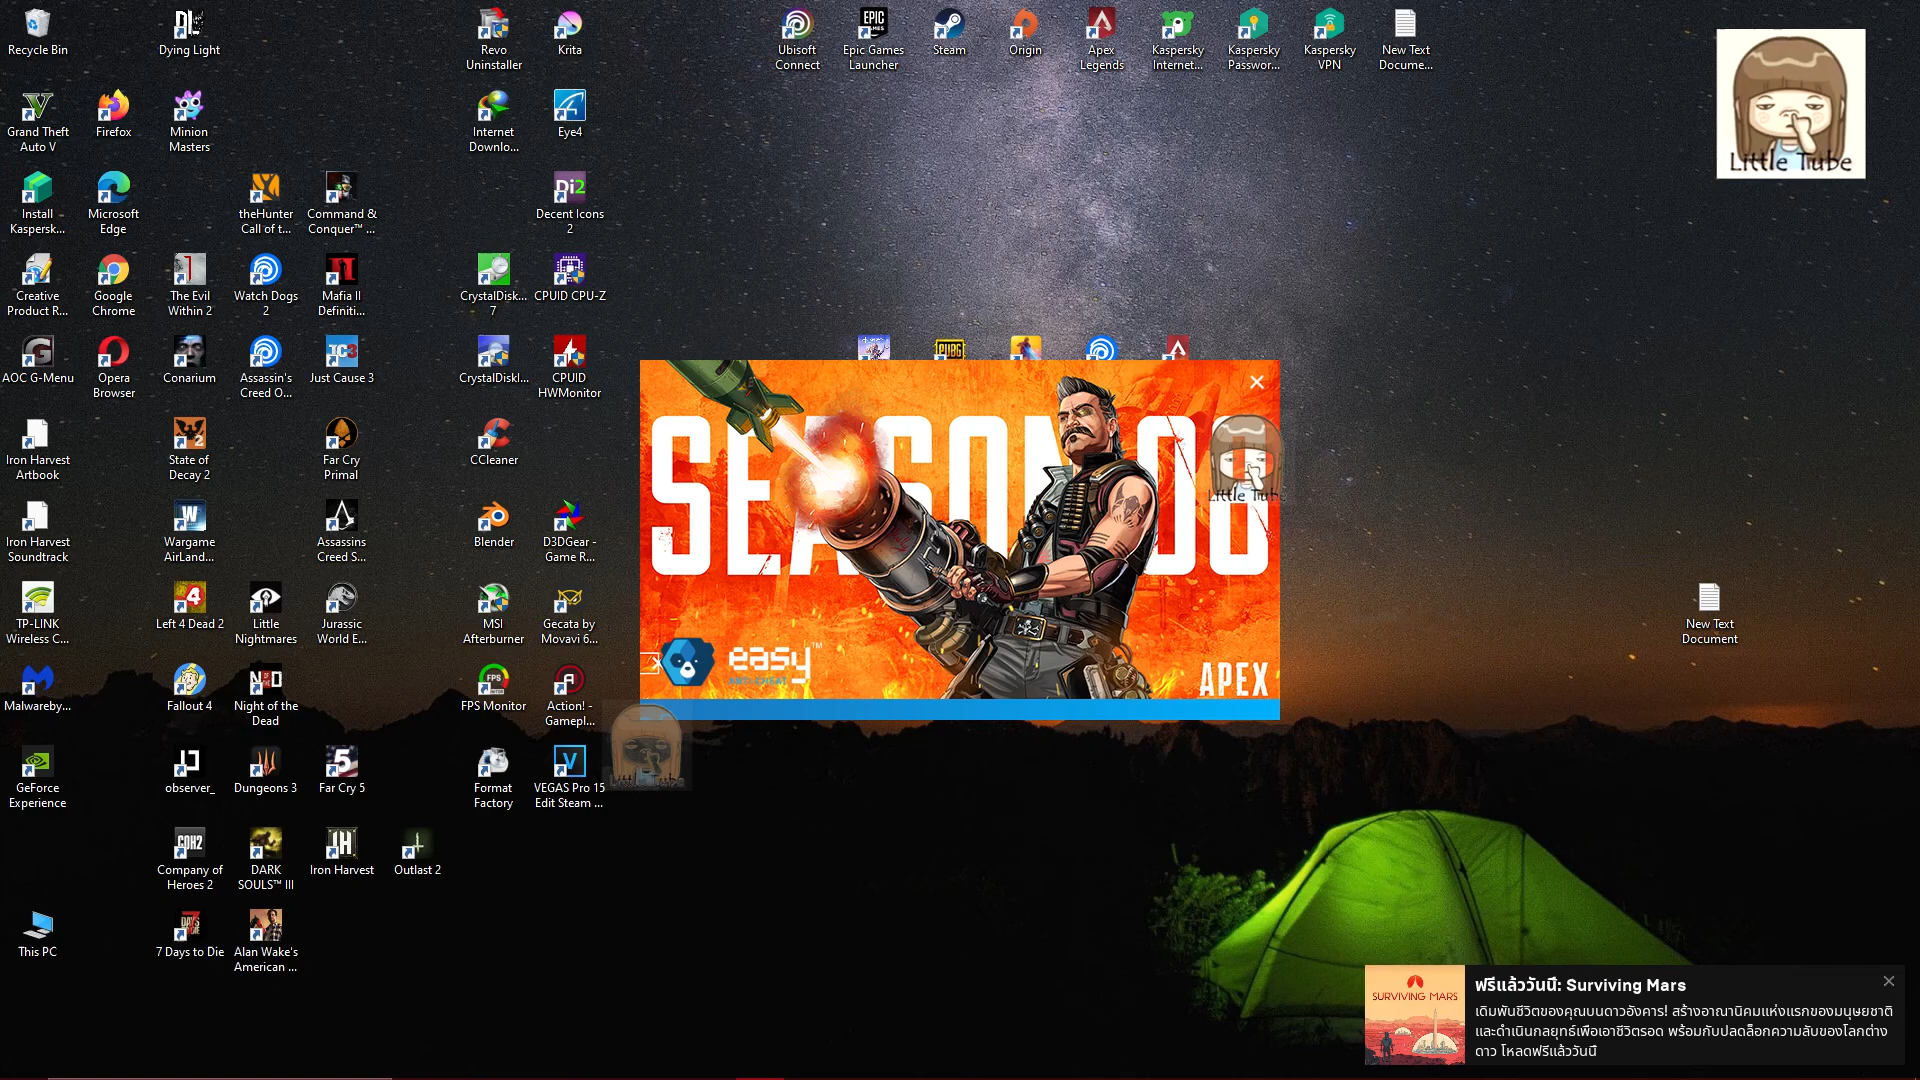 Recycle Bin
Dying Light
Revo
Uninstaller
Krita
Ubisoft
Connect
Epic Games
Launcher
Steam
Origin
Apex
Legends
Kaspersky
Internet...
Kaspersky
Passwor...
Kaspersky
VPN
New Text
Docume...
Little Tube
Grand Theft
Auto V
Firefox
Minion
Masters
Internet
Downlo...
Eye4
Install
Kaspersk...
Microsoft
Edge
theHunter
Call of t...
Command &
Conquer™ ...
Di2
Decent Icons
2
Creative
Product R...
Google
Chrome
The Evil
Within 2
Watch Dogs
2
Mafia II
Definiti...
CrystalDisk...
7
CPUID CPU-Z
AOC G-Menu
Opera
Browser
Conarium
Assassin's
Creed O...
JC3
Just Cause 3
CrystalDiskI...
CPUID
HWMonitor
PUBG
SEASON 08
Little Tube
easy™
ANTI-CHEAT
APEX
Little Tube
Iron Harvest
Artbook
State of
Decay 2
Far Cry
Primal
CCleaner
Iron Harvest
Soundtrack
Wargame
AirLand...
Assassins
Creed S...
Blender
D3DGear -
Game R...
TP-LINK
Wireless C...
Left 4 Dead 2
Little
Nightmares
Jurassic
World E...
MSI
Afterburner
Gecata by
Movavi 6...
New Text
Document
Malwareby...
Fallout 4
Night of the
Dead
FPS
FPS Monitor
Action! -
Gamepl...
GeForce
Experience
observer_
Dungeons 3
Far Cry 5
Format
Factory
VEGAS Pro 15
Edit Steam ...
COH2
Company of
Heroes 2
DARK
SOULS™ III
IH
Iron Harvest
Outlast 2
This PC
7 Days to Die
Alan Wake's
American ...
SURVIVING MARS
ฟรีแล้ววันนี้: Surviving Mars
เดิมพันชีวิตของคุณบนดาวอังคาร! สร้างอาณานิคมแห่งแรกของมนุษยชาติ
และดำเนินกลยุทธ์เพื่อเอาชีวิตรอด พร้อมกับปลดล็อกความลับของโลกต่าง
ดาว โหลดฟรีแล้ววันนี้